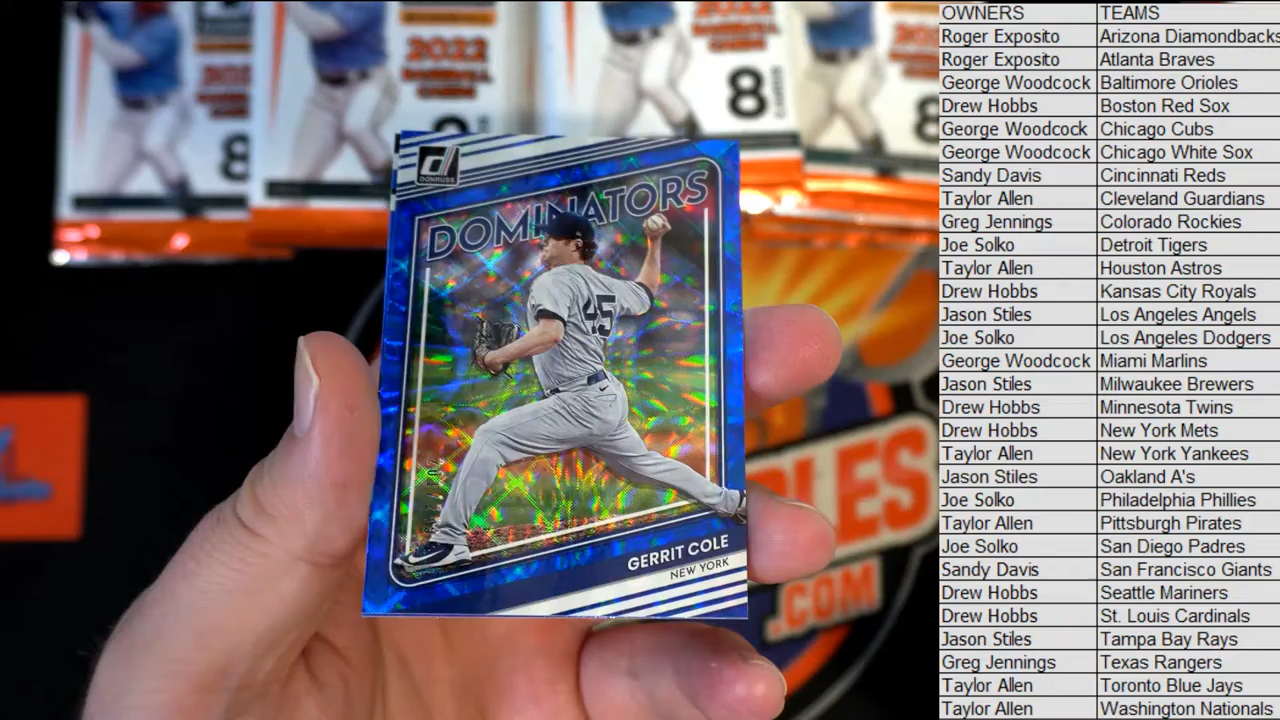 2022
BASEBALL
CARDS
8
8
DONRUSS
DOMINATORS
45
GERRIT COLE
NEW YORK
LES
.COM
OWNERS TEAMS
Roger Exposito Arizona Diamondbacks
Roger Exposito Atlanta Braves
George Woodcock Baltimore Orioles
Drew Hobbs Boston Red Sox
George Woodcock Chicago Cubs
George Woodcock Chicago White Sox
Sandy Davis Cincinnati Reds
Taylor Allen Cleveland Guardians
Greg Jennings Colorado Rockies
Joe Solko Detroit Tigers
Taylor Allen Houston Astros
Drew Hobbs Kansas City Royals
Jason Stiles Los Angeles Angels
Joe Solko Los Angeles Dodgers
George Woodcock Miami Marlins
Jason Stiles Milwaukee Brewers
Drew Hobbs Minnesota Twins
Drew Hobbs New York Mets
Taylor Allen New York Yankees
Jason Stiles Oakland A's
Joe Solko Philadelphia Phillies
Taylor Allen Pittsburgh Pirates
Joe Solko San Diego Padres
Sandy Davis San Francisco Giants
Drew Hobbs Seattle Mariners
Drew Hobbs St. Louis Cardinals
Jason Stiles Tampa Bay Rays
Greg Jennings Texas Rangers
Taylor Allen Toronto Blue Jays
Taylor Allen Washington Nationals